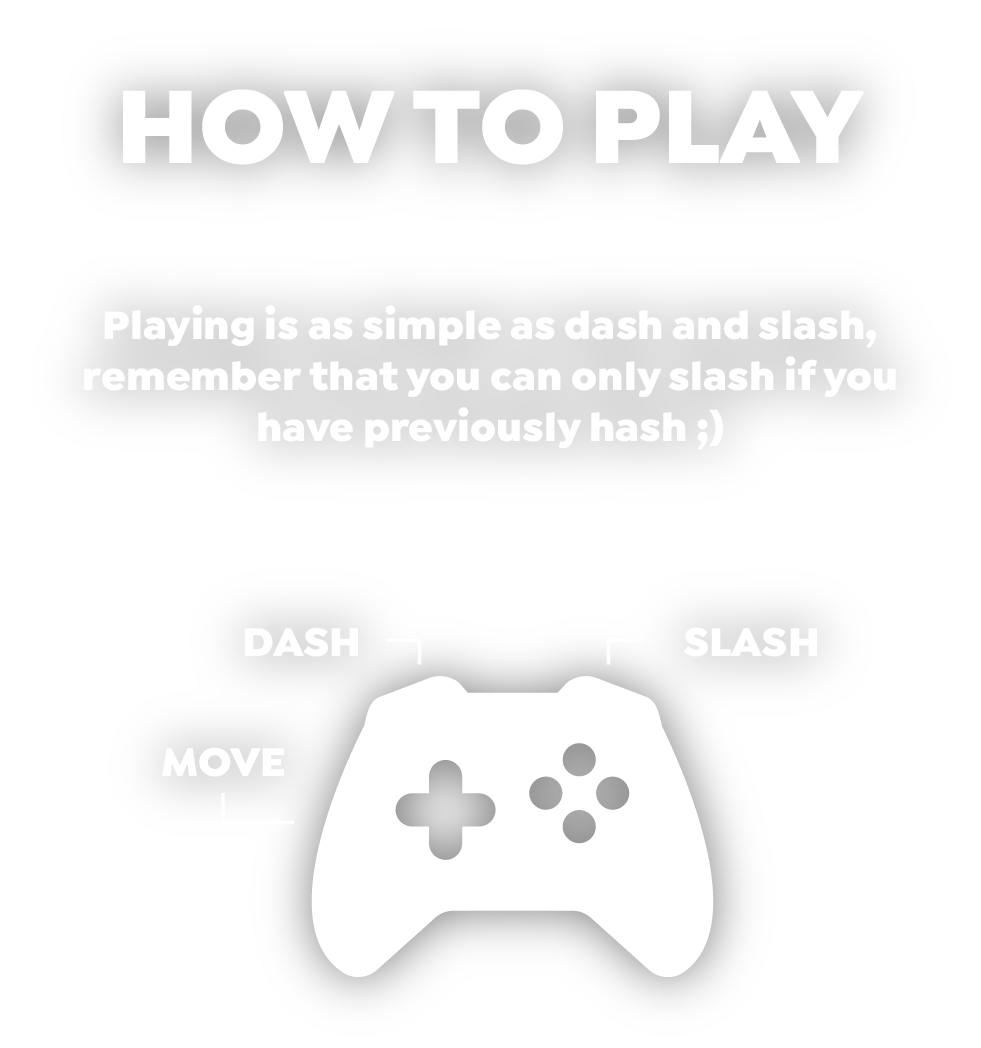 HOW TO PLAY
Playing is as simple as dash and slash,
remember that you can only slash if you
have previously hash ;)
DASH
SLASH
MOVE